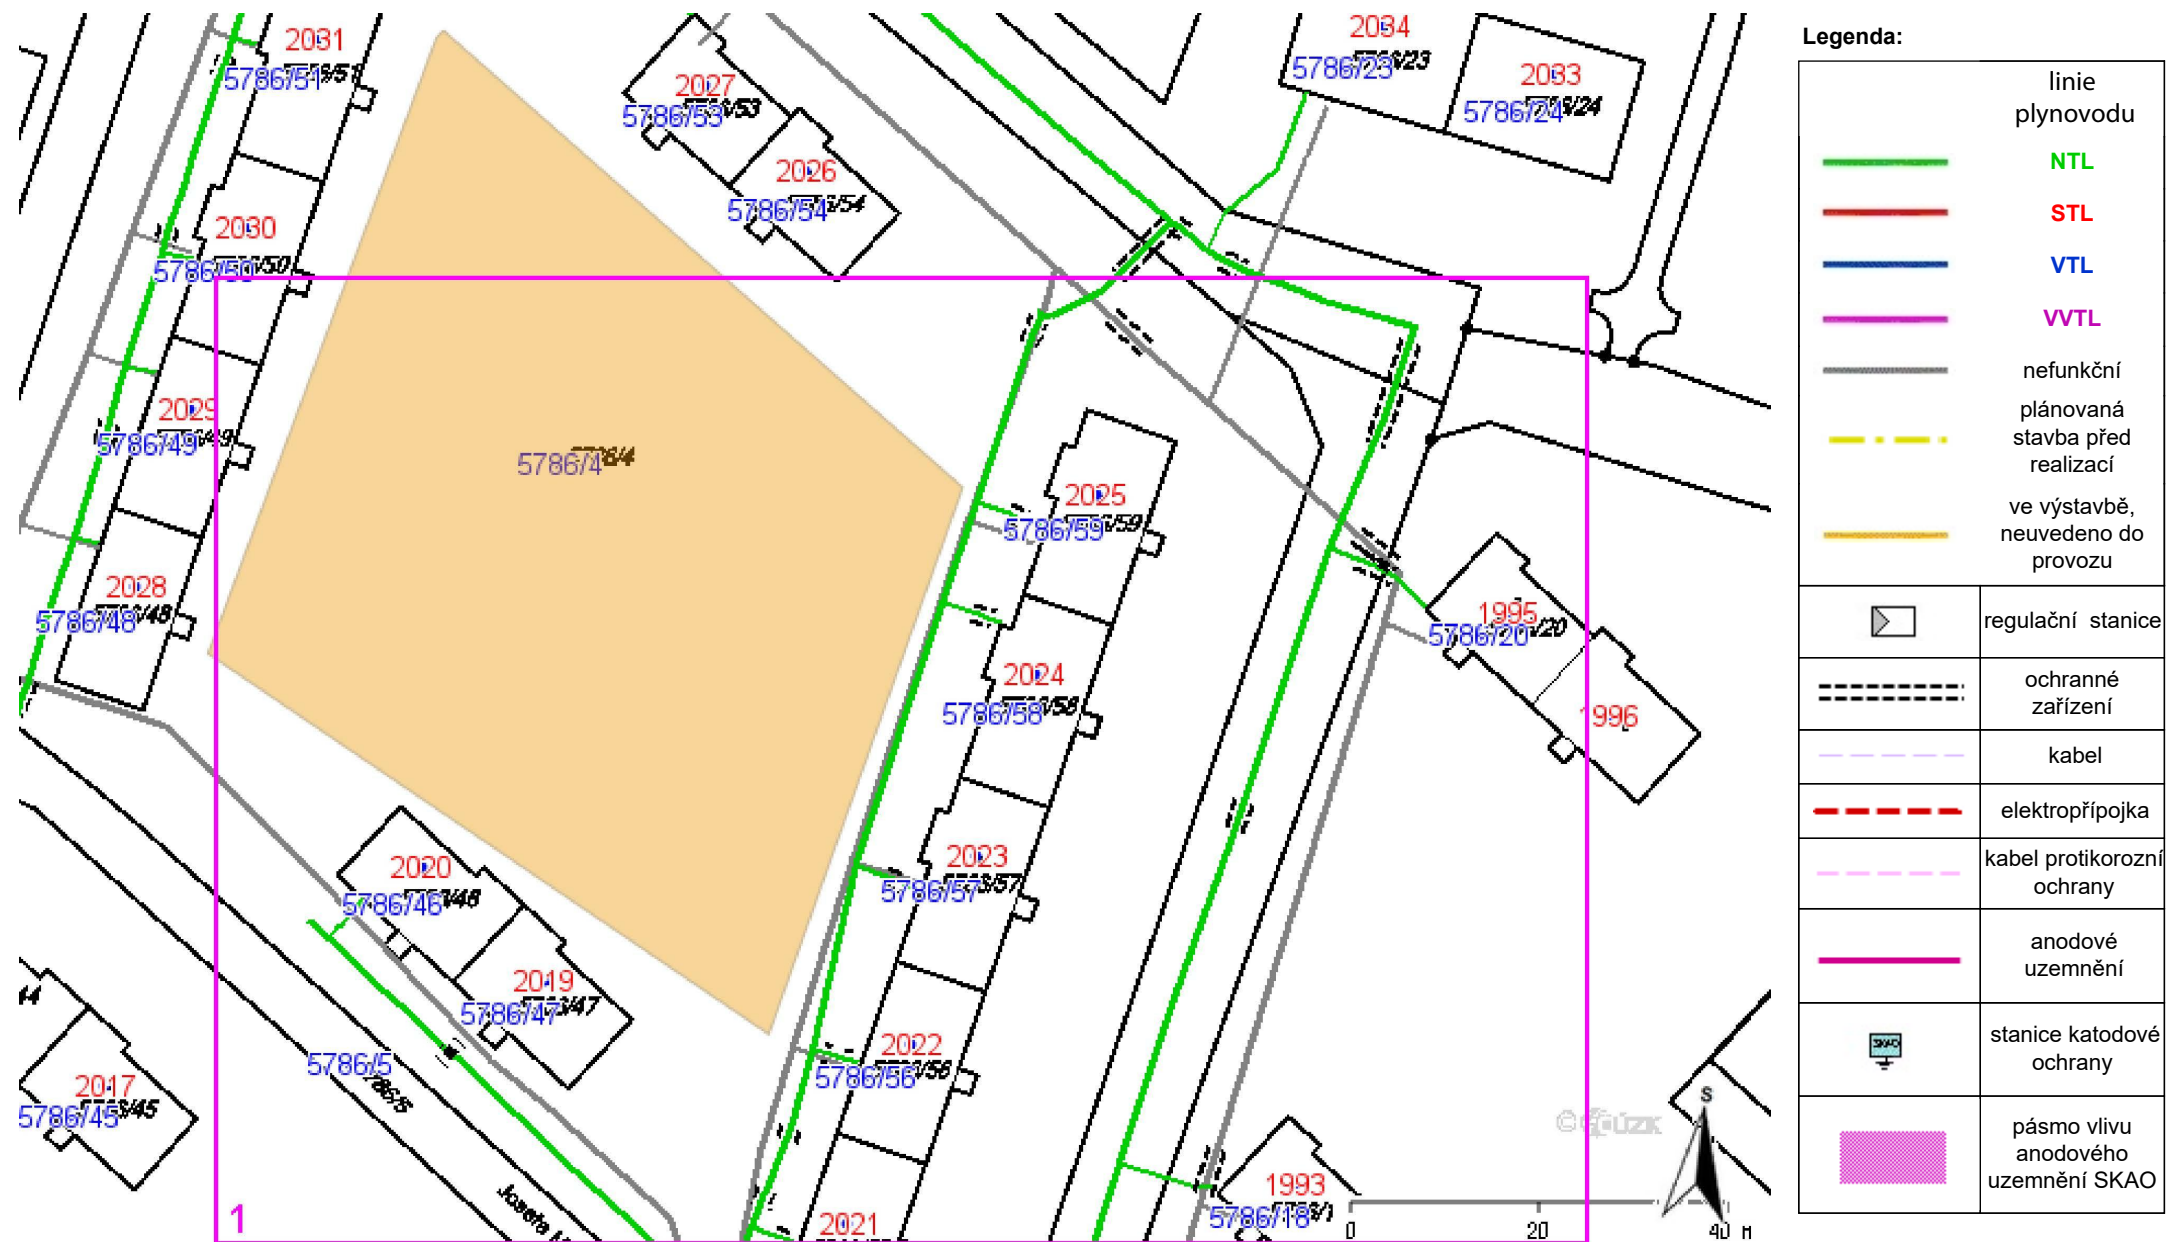 2031
5786/51
2027
5786/53
2026
5786/54
2034
5786/23
2033
5786/24
2030
5786/50
2029
5786/49
5786/4
2025
5786/59
2028
5786/48
1995
5786/20
2024
5786/58
1996
2020
5786/46
2023
5786/57
2019
5786/47
2022
5786/56
5786/5
44
2017
5786/45
1993
5786/18
2021
1
© ČÚZK
S
0 20 40 M
Legenda:
linie
plynovodu
NTL
STL
VTL
VVTL
nefunkční
plánovaná
stavba před
realizací
ve výstavbě,
neuvedeno do
provozu
regulační stanice
ochranné
zařízení
kabel
elektropřípojka
kabel protikorozní
ochrany
anodové
uzemnění
SKAO
stanice katodové
ochrany
pásmo vlivu
anodového
uzemnění SKAO